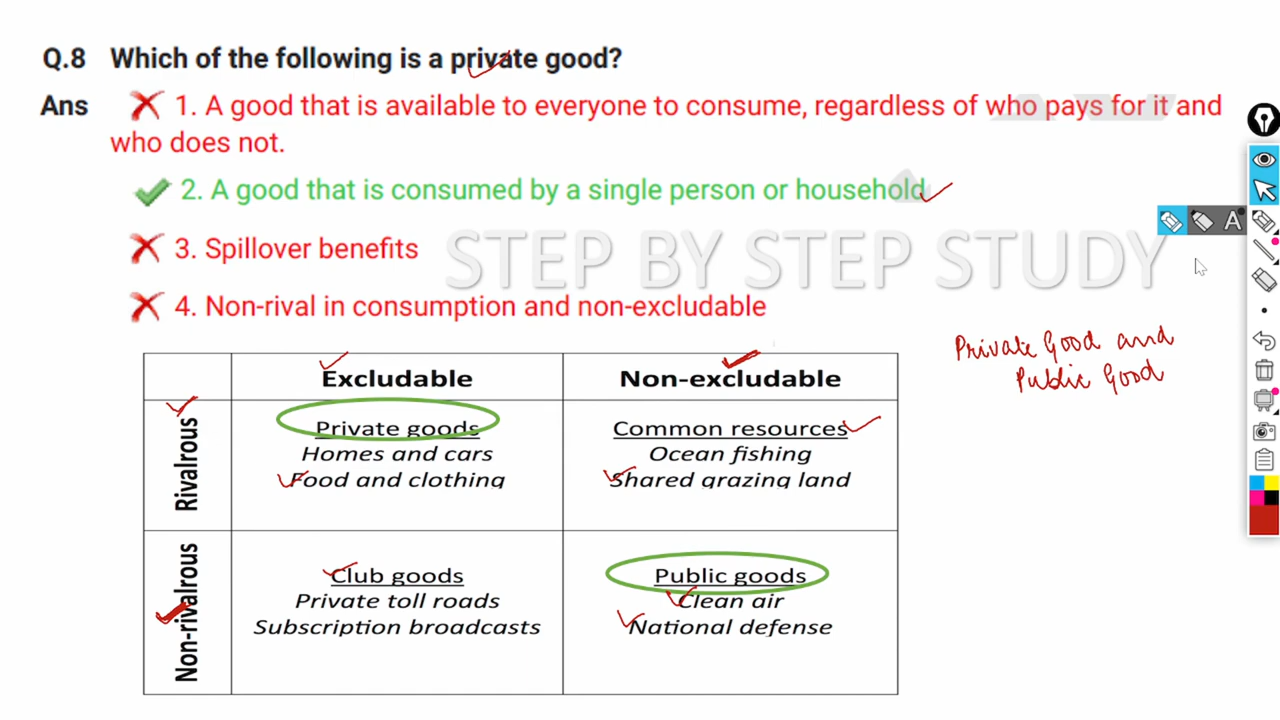 Q.8 Which of the following is a private good?
Ans 1. A good that is available to everyone to consume, regardless of who pays for it and
who does not.
2. A good that is consumed by a single person or household
3. Spillover benefits
STEP BY STEP STUDY
4. Non-rival in consumption and non-excludable
Private Good and
Public Good
Excludable Non-excludable
Rivalrous
Private goods Common resources
Homes and cars Ocean fishing
Food and clothing Shared grazing land
Non-rivalrous
Club goods Public goods
Private toll roads Clean air
Subscription broadcasts National defense
A